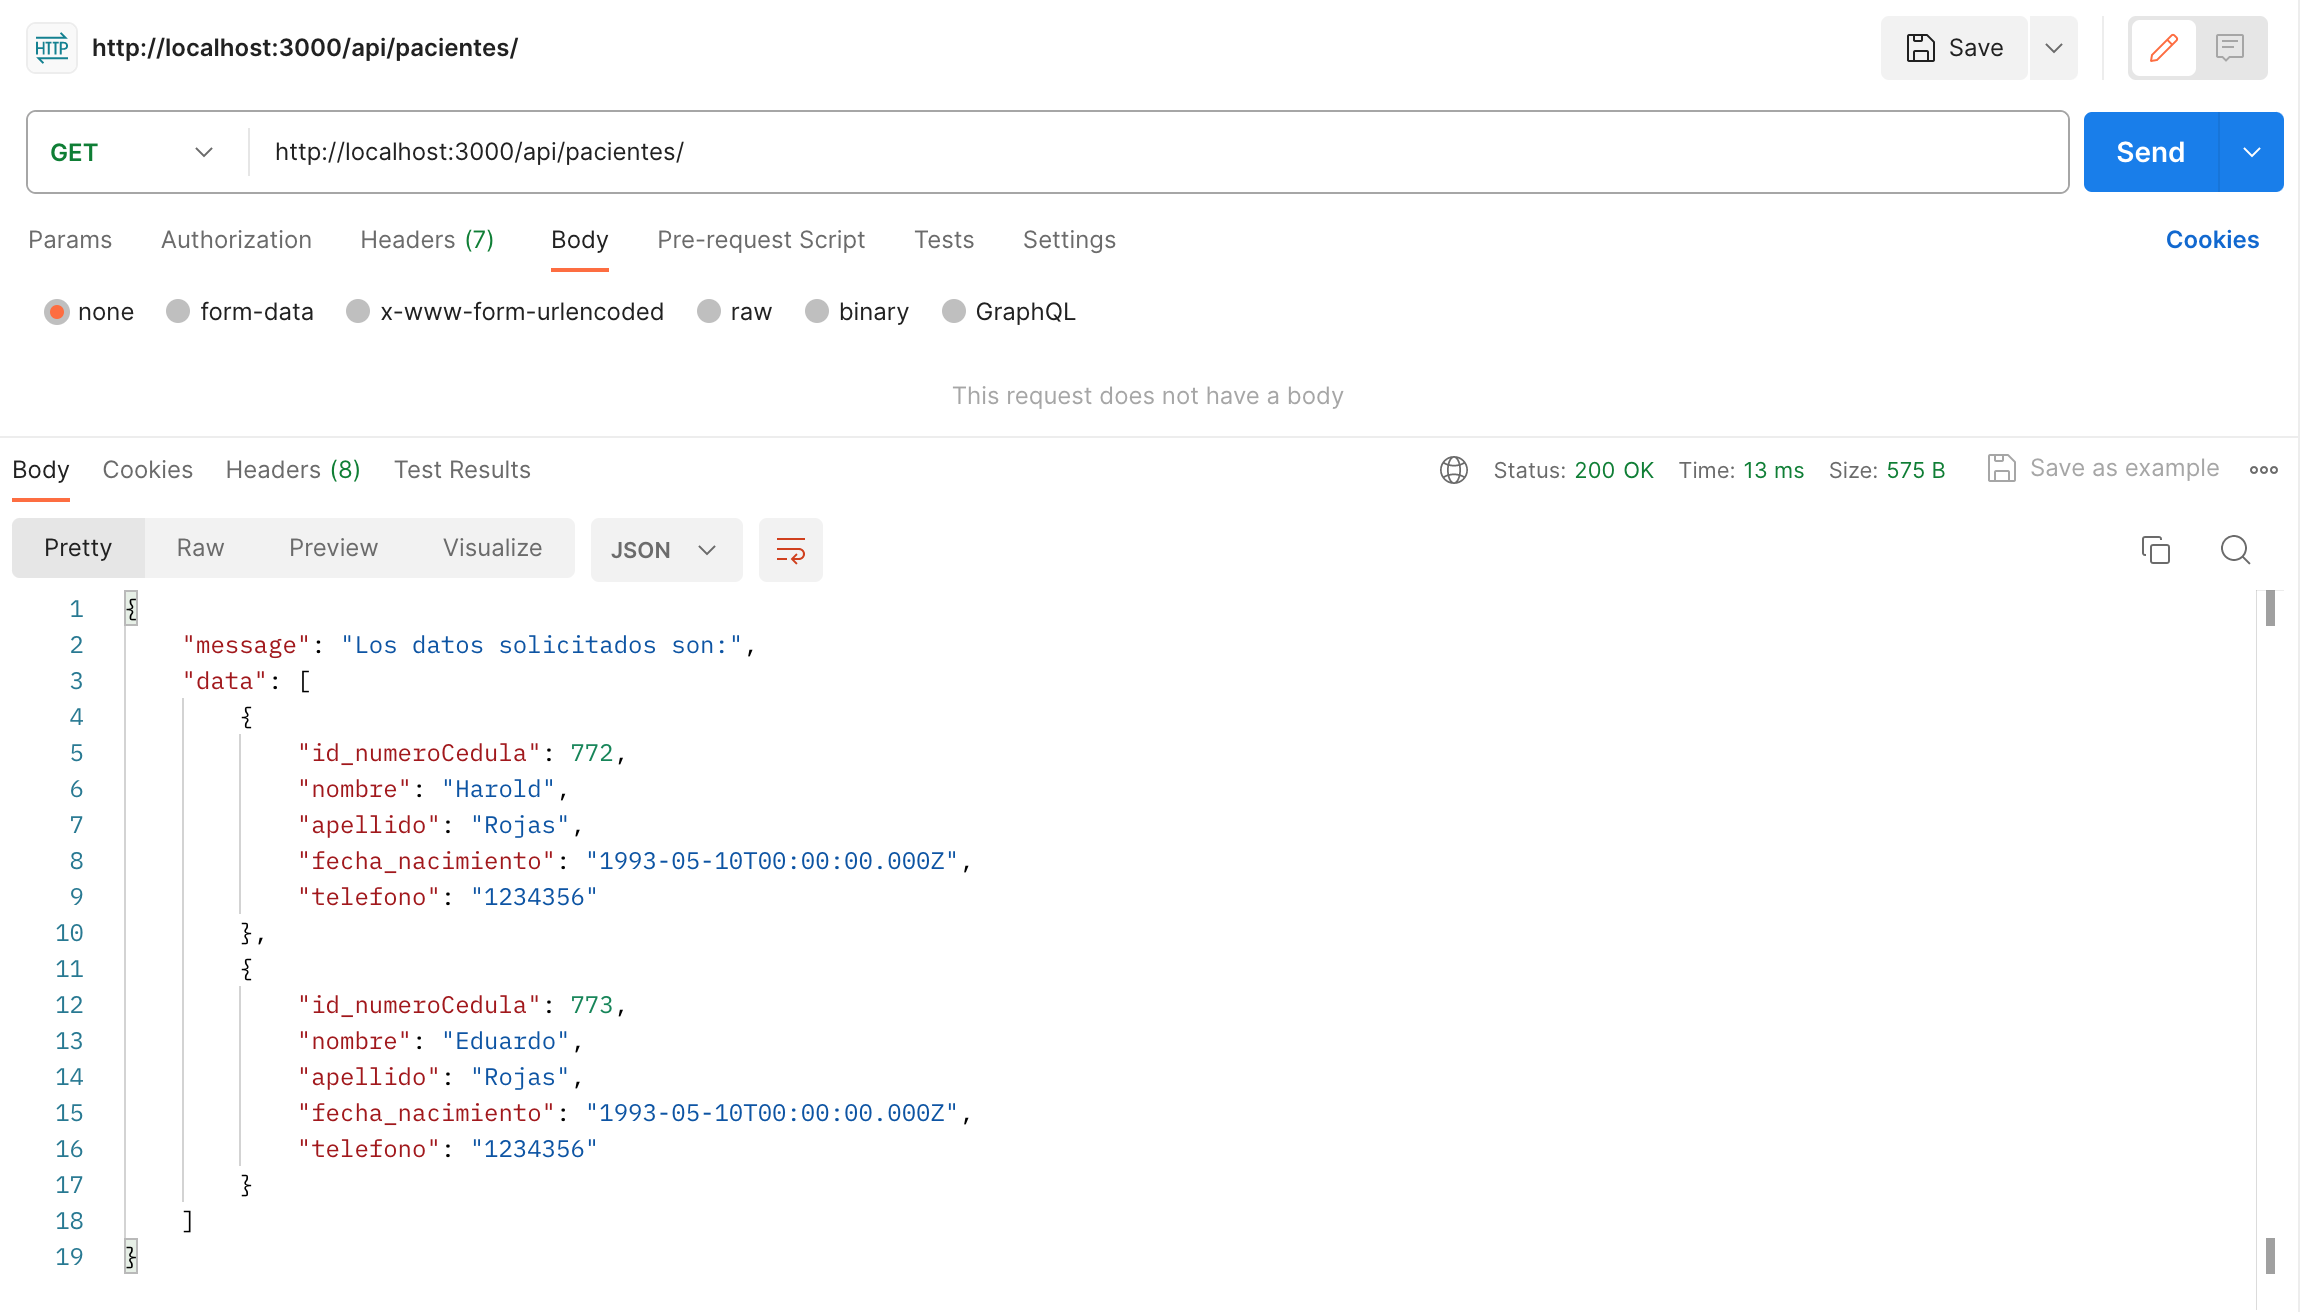 HTTP http://localhost:3000/api/pacientes/ Save
GET http://localhost:3000/api/pacientes/ Send
Params Authorization Headers (7) Body Pre-request Script Tests Settings Cookies
none form-data x-www-form-urlencoded raw binary GraphQL
This request does not have a body
Body Cookies Headers (8) Test Results Status: 200 OK Time: 13 ms Size: 575 B Save as example
Pretty Raw Preview Visualize JSON
1 {
2 "message": "Los datos solicitados son:",
3 "data": [
4 {
5 "id_numeroCedula": 772,
6 "nombre": "Harold",
7 "apellido": "Rojas",
8 "fecha_nacimiento": "1993-05-10T00:00:00.000Z",
9 "telefono": "1234356"
10 },
11 {
12 "id_numeroCedula": 773,
13 "nombre": "Eduardo",
14 "apellido": "Rojas",
15 "fecha_nacimiento": "1993-05-10T00:00:00.000Z",
16 "telefono": "1234356"
17 }
18 ]
19 }